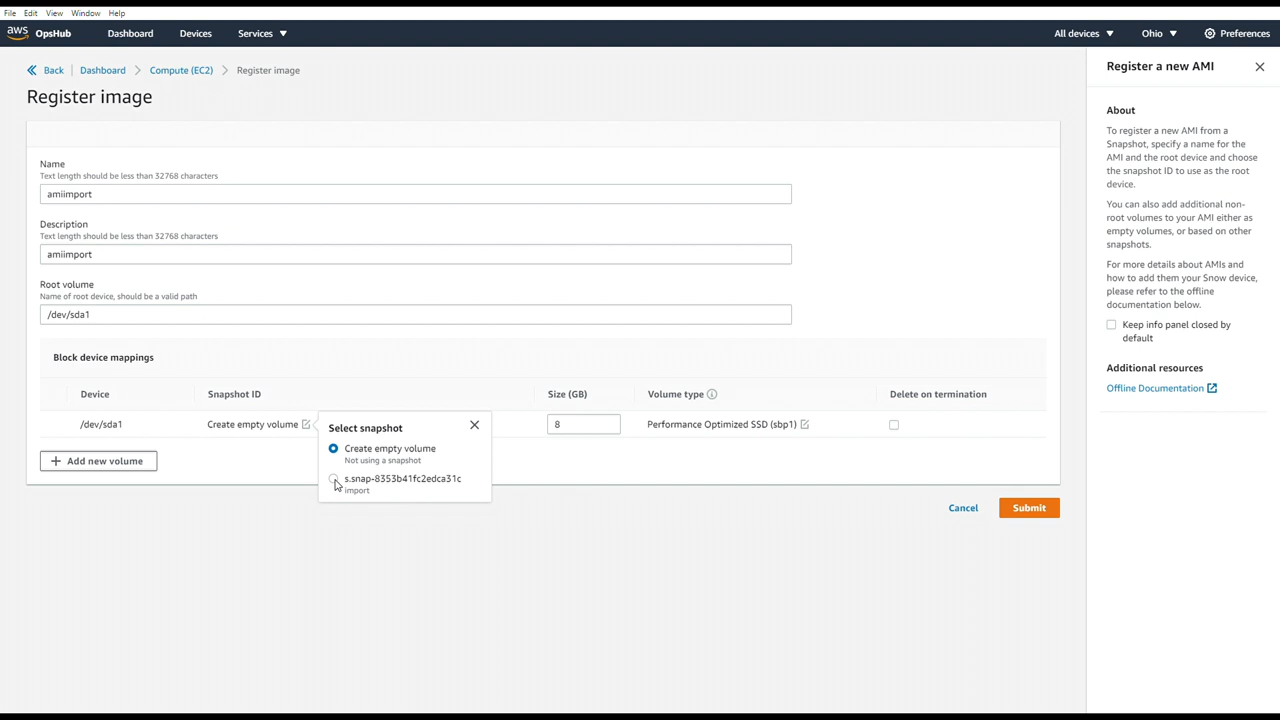 File Edit View Window Help
aws OpsHub Dashboard Devices Services All devices Ohio Preferences
Back Dashboard Compute (EC2) Register image
Register image
Name
Text length should be less than 32768 characters
amiimport
Description
Text length should be less than 32768 characters
amiimport
Root volume
Name of root device, should be a valid path
/dev/sda1
Block device mappings
Device Snapshot ID Size (GB) Volume type Delete on termination
/dev/sda1 Create empty volume 8 Performance Optimized SSD (sbp1)
Select snapshot
Create empty volume
Not using a snapshot
s.snap-8353b41fc2edca31c
import
+ Add new volume
Cancel Submit
Register a new AMI
About
To register a new AMI from a
Snapshot, specify a name for the
AMI and the root device and choose
the snapshot ID to use as the root
device.
You can also add additional non-
root volumes to your AMI either as
empty volumes, or based on other
snapshots.
For more details about AMIs and
how to add them your Snow device,
please refer to the offline
documentation below.
Keep info panel closed by
default
Additional resources
Offline Documentation